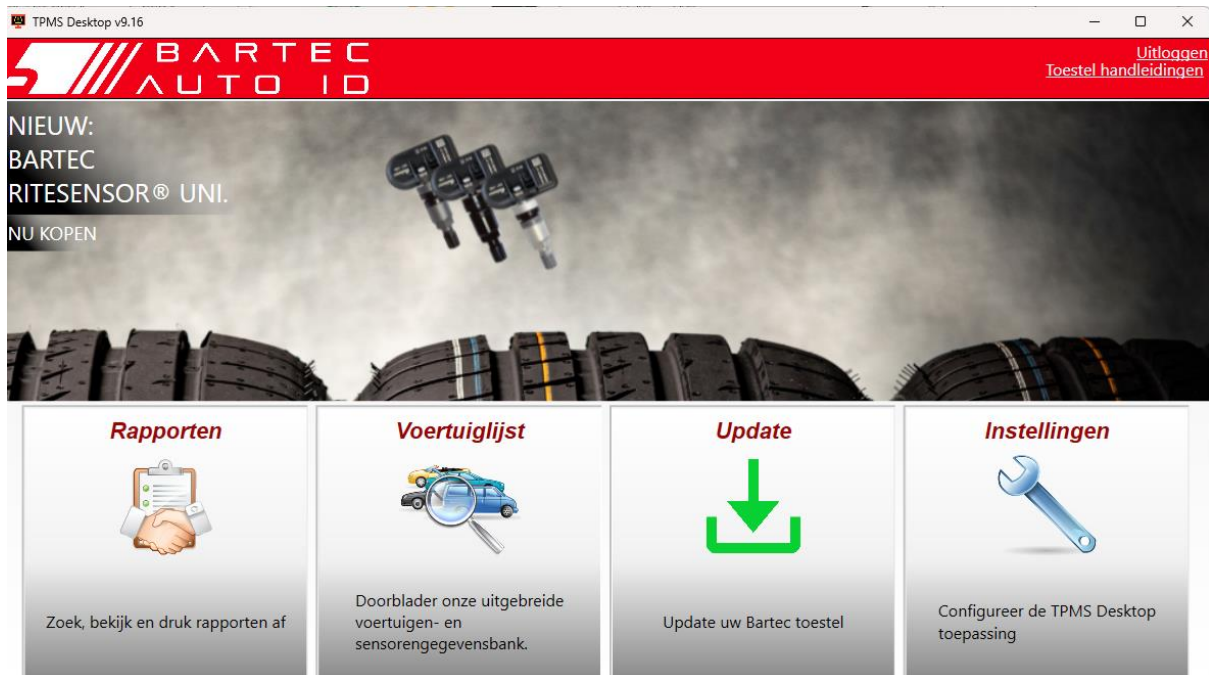 TPMS Desktop v9.16
BARTEC
AUTO ID
Uitloggen
Toestel handleidingen
NIEUW:
BARTEC
RITESENSOR® UNI.
NU KOPEN
Rapporten
Zoek, bekijk en druk rapporten af
Voertuiglijst
Doorblader onze uitgebreide
voertuigen- en
sensorengegevensbank.
Update
Update uw Bartec toestel
Instellingen
Configureer de TPMS Desktop
toepassing